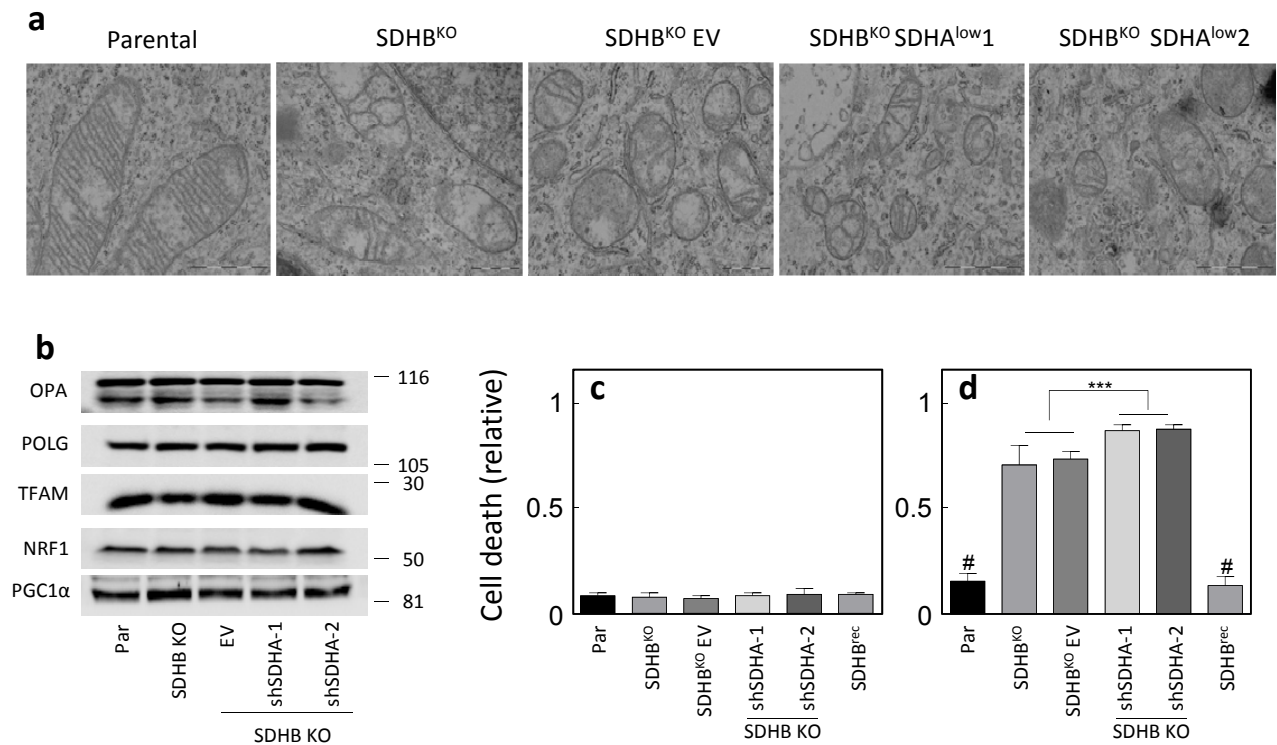 a
Parental
SDHBᴷᴼ
SDHBᴷᴼ EV
SDHBᴷᴼ SDHAˡᵒʷ1
SDHBᴷᴼ SDHAˡᵒʷ2
b
OPA
116
POLG
105
30
TFAM
NRF1
50
PGC1α
81
Par
SDHB KO
EV
shSDHA-1
shSDHA-2
SDHB KO
Cell death (relative)
c
1
0.5
0
Par
SDHBᴷᴼ
SDHBᴷᴼ EV
shSDHA-1
shSDHA-2
SDHBʳᵉᶜ
SDHB KO
d
1
0.5
0
***
#
#
Par
SDHBᴷᴼ
SDHBᴷᴼ EV
shSDHA-1
shSDHA-2
SDHBʳᵉᶜ
SDHB KO